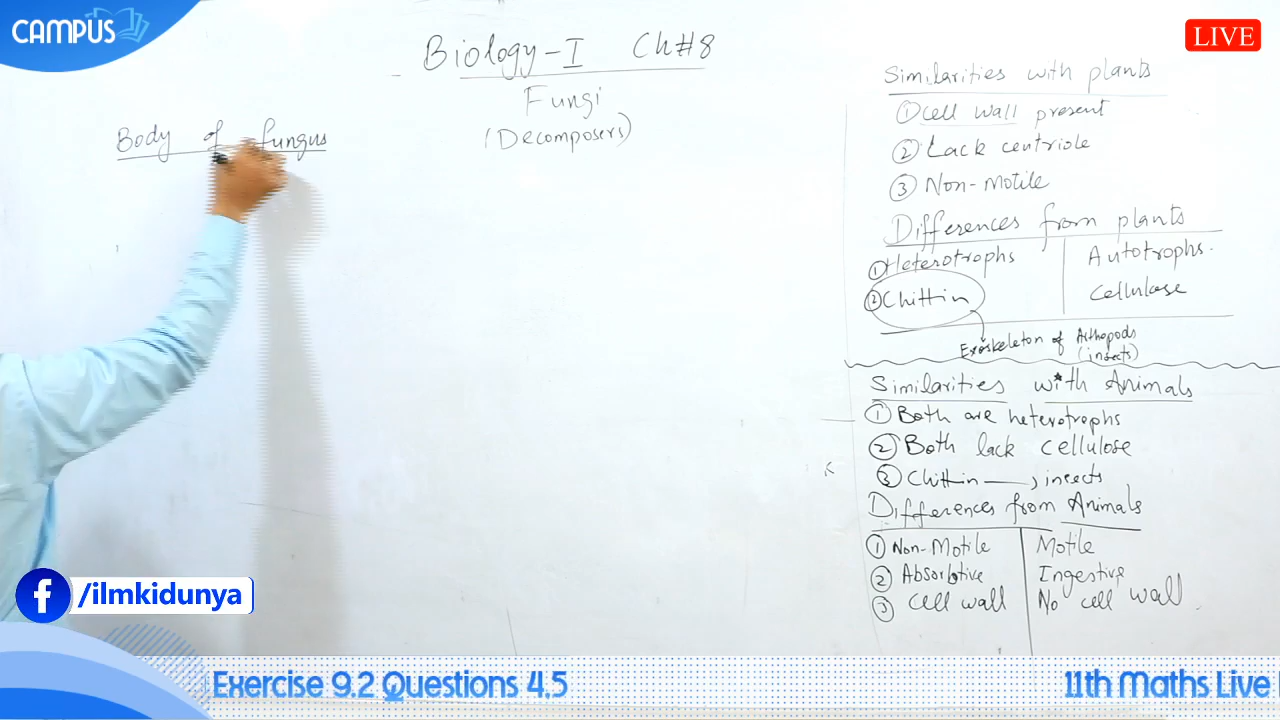 CAMPUS
LIVE
Biology-I Ch#8
Fungi
(Decomposers)
Body of fungus
Similarities with plants
① Cell wall present
② Lack centriole
③ Non-Motile
Differences from plants
① Heterotrophs Autotrophs.
② Chittin Cellulase
Exoskeleton of Arthopods
(insects)
Similarities with Animals
① Both are heterotrophs
② Both lack cellulose
③ Chittin → insects
Differences from Animals
① Non-Motile Motile
② Absorbtive Ingestive
③ Cell wall No cell wall
f /ilmkidunya
Exercise 9.2 Questions 4,5 11th Maths Live